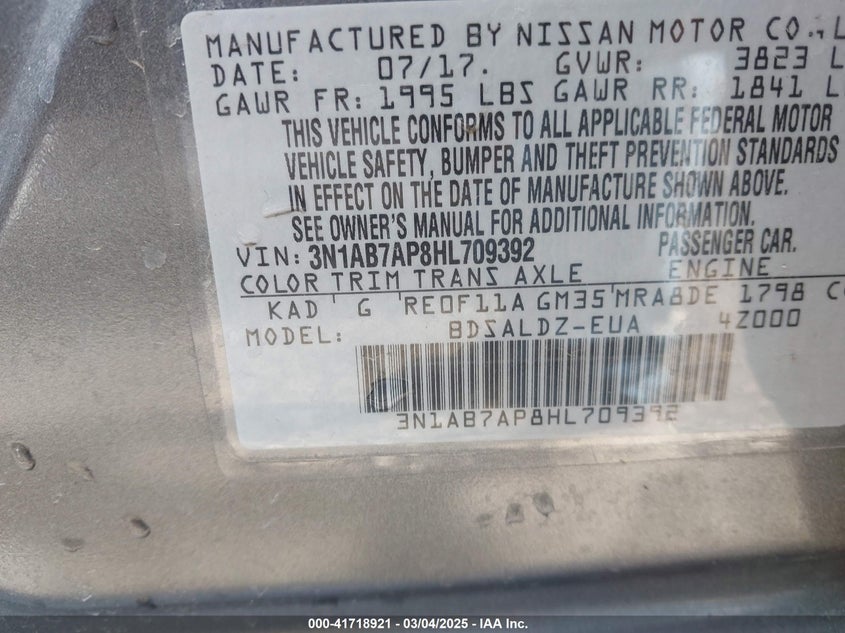 MANUFACTURED BY NISSAN MOTOR CO., L
DATE: 07/17. GVWR: 3823 L
GAWR FR: 1995 LBS GAWR RR: 1841 L
THIS VEHICLE CONFORMS TO ALL APPLICABLE FEDERAL MOTOR
VEHICLE SAFETY, BUMPER AND THEFT PREVENTION STANDARDS
IN EFFECT ON THE DATE OF MANUFACTURE SHOWN ABOVE.
SEE OWNER'S MANUAL FOR ADDITIONAL INFORMATION.
VIN: 3N1AB7AP8HL709392 PASSENGER CAR.
COLOR TRIM TRANS AXLE ENGINE
KAD G RE0F11A GM35 MRA8DE 1798 C
MODEL: BDSALDZ-EUA 4Z000
3N1AB7AP8HL709392
000-41718921 - 03/04/2025 - IAA Inc.